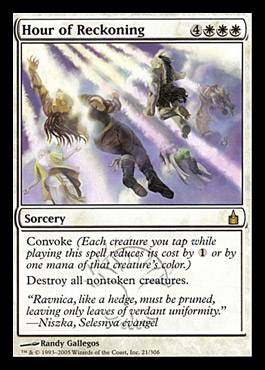 Hour of Reckoning 4
Sorcery
Convoke (Each creature you tap while
playing this spell reduces its cost by 1 or by
one mana of that creature's color.)
Destroy all nontoken creatures.
"Ravnica, like a hedge, must be pruned,
leaving only leaves of verdant uniformity."
—Niszka, Selesnya evangel
Randy Gallegos
™ & © 1993–2005 Wizards of the Coast, Inc. 21/306